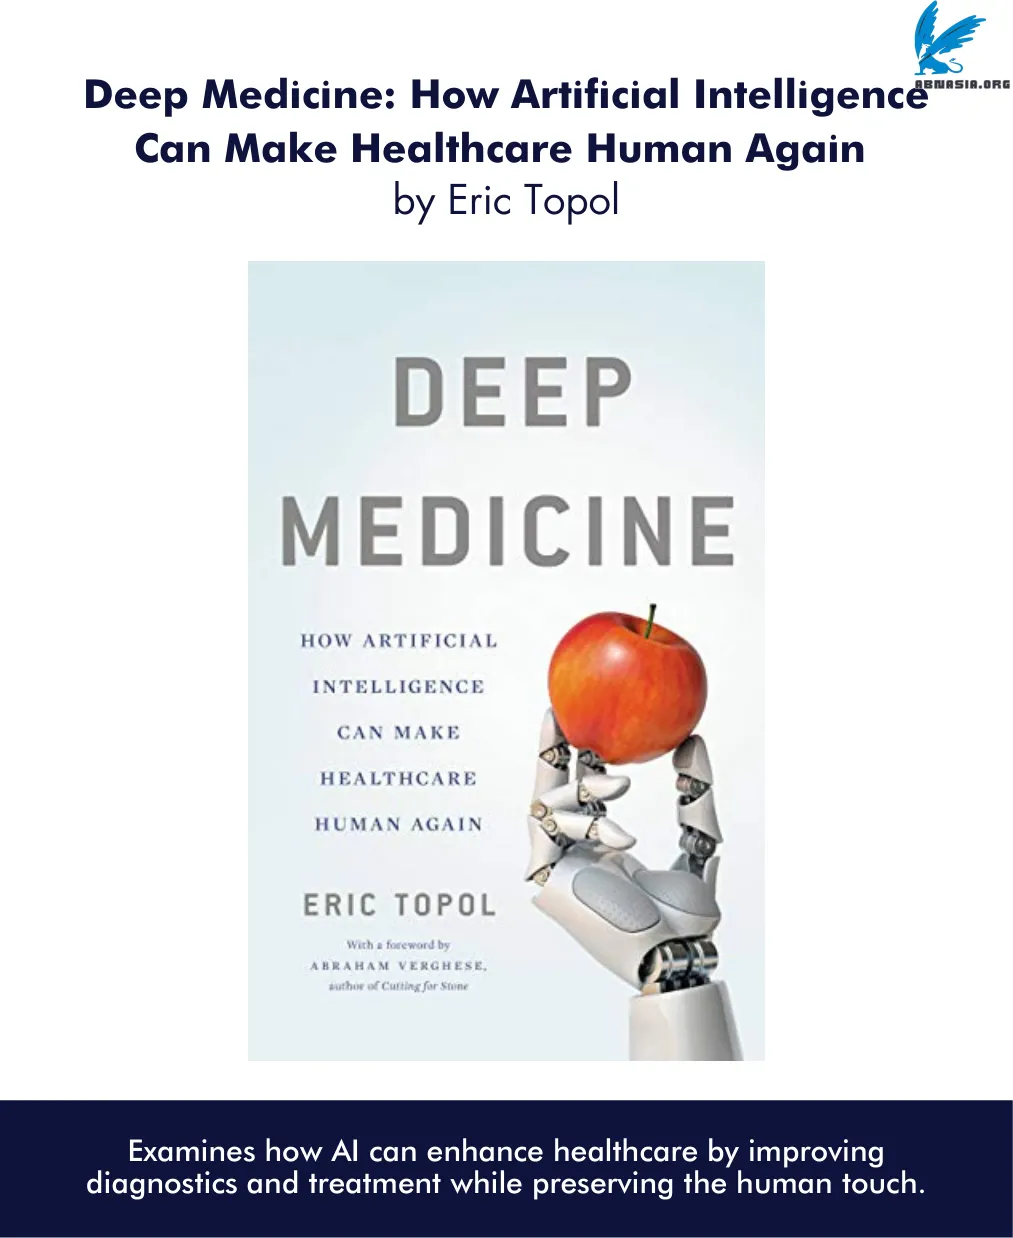 ABNASIA.ORG
Deep Medicine: How Artificial Intelligence
Can Make Healthcare Human Again
by Eric Topol
DEEP
MEDICINE
HOW ARTIFICIAL
INTELLIGENCE
CAN MAKE
HEALTHCARE
HUMAN AGAIN
ERIC TOPOL
With a foreword by
ABRAHAM VERGHESE,
author of Cutting for Stone
Examines how AI can enhance healthcare by improving
diagnostics and treatment while preserving the human touch.